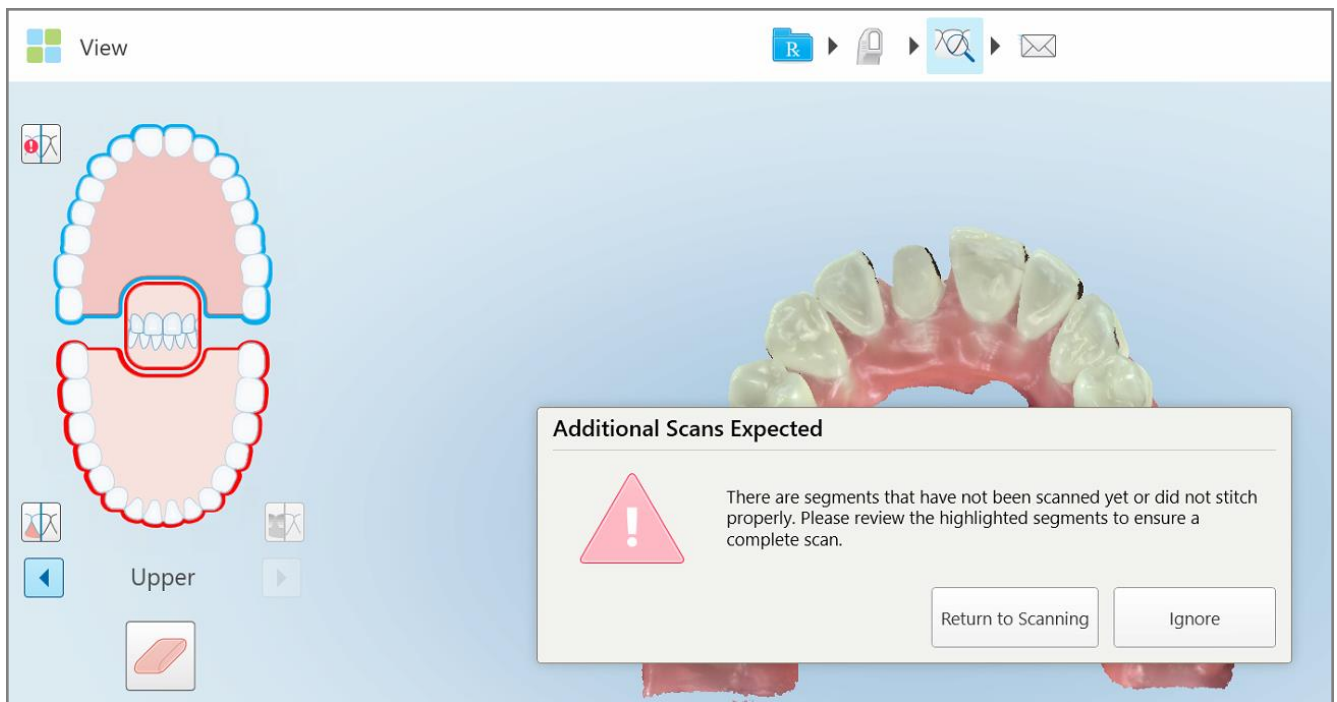 View
R
Additional Scans Expected
There are segments that have not been scanned yet or did not stitch
properly. Please review the highlighted segments to ensure a
complete scan.
Upper
Return to Scanning
Ignore